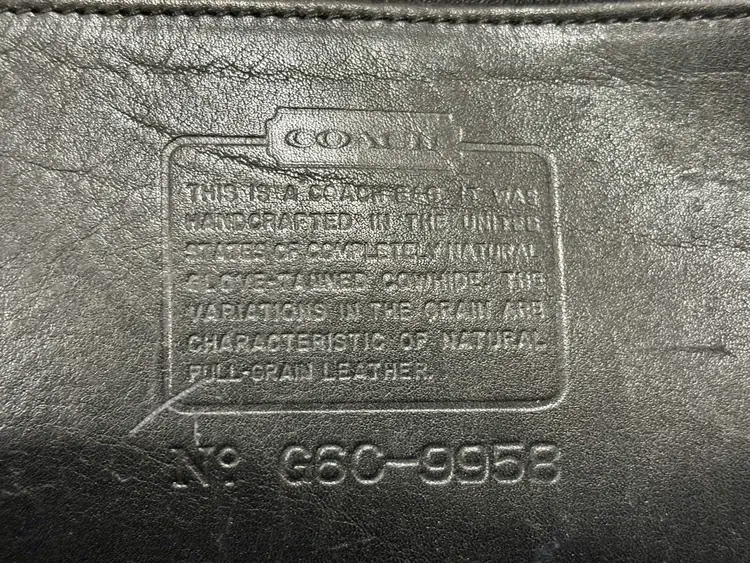 COACH
THIS IS A COACH BAG. IT WAS
HANDCRAFTED IN THE UNITED
STATES OF COMPLETELY NATURAL
GLOVE-TANNED COWHIDE. THE
VARIATIONS IN THE GRAIN ARE
CHARACTERISTIC OF NATURAL
FULL-GRAIN LEATHER.
Nº G6C-9958